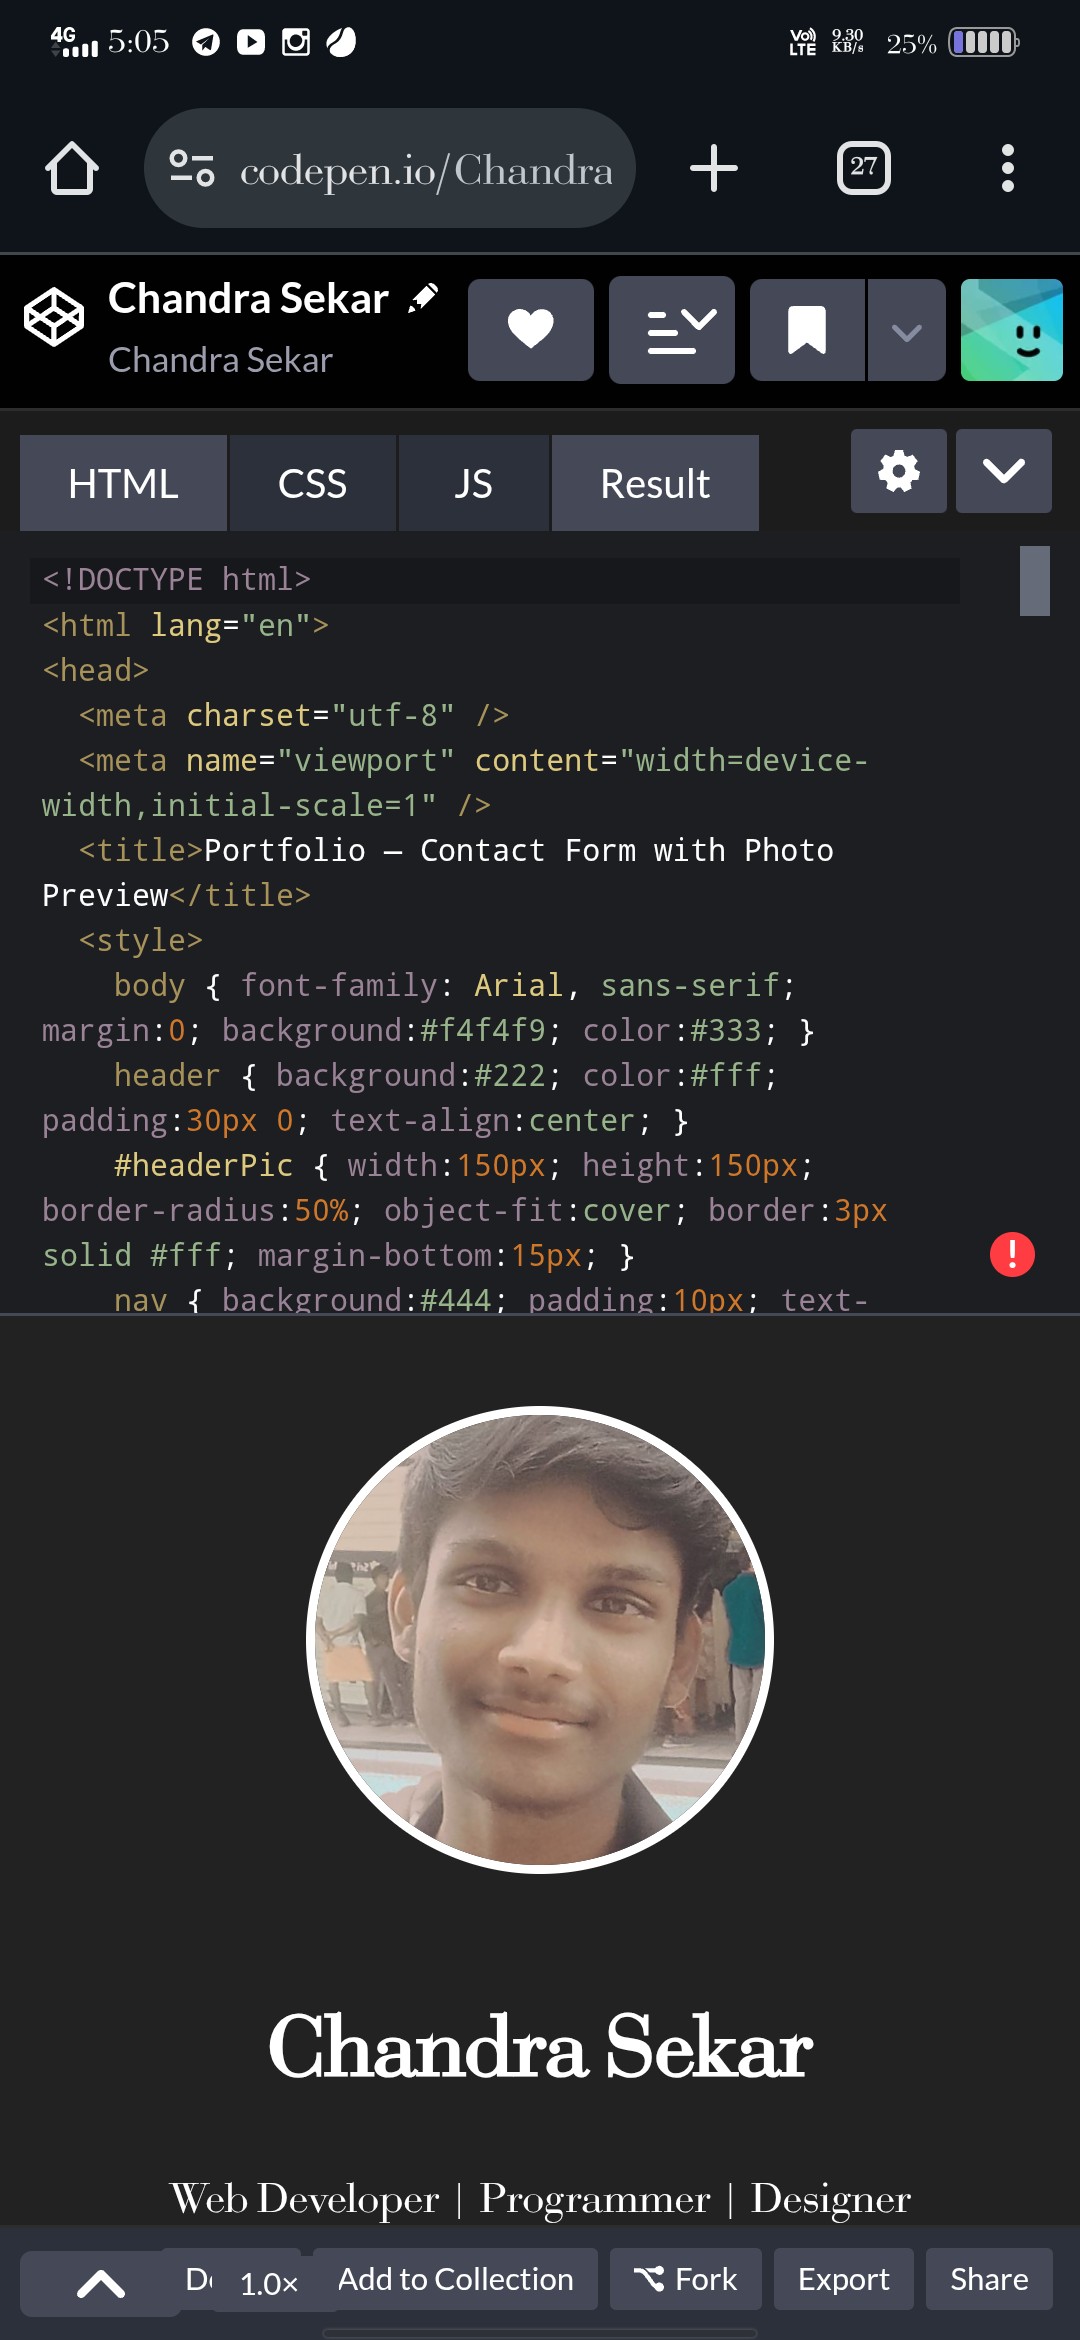 4G 5:05 Vo)) LTE 9.30 KB/s 25%
codepen.io/Chandra 27
Chandra Sekar
Chandra Sekar
HTML CSS JS Result
<!DOCTYPE html>
<html lang="en">
<head>
<meta charset="utf-8" />
<meta name="viewport" content="width=device-
width,initial-scale=1" />
<title>Portfolio — Contact Form with Photo
Preview</title>
<style>
body { font-family: Arial, sans-serif;
margin:0; background:#f4f4f9; color:#333; }
header { background:#222; color:#fff;
padding:30px 0; text-align:center; }
#headerPic { width:150px; height:150px;
border-radius:50%; object-fit:cover; border:3px
solid #fff; margin-bottom:15px; }
nav { background:#444; padding:10px; text-
Chandra Sekar
Web Developer | Programmer | Designer
1.0× Add to Collection Fork Export Share